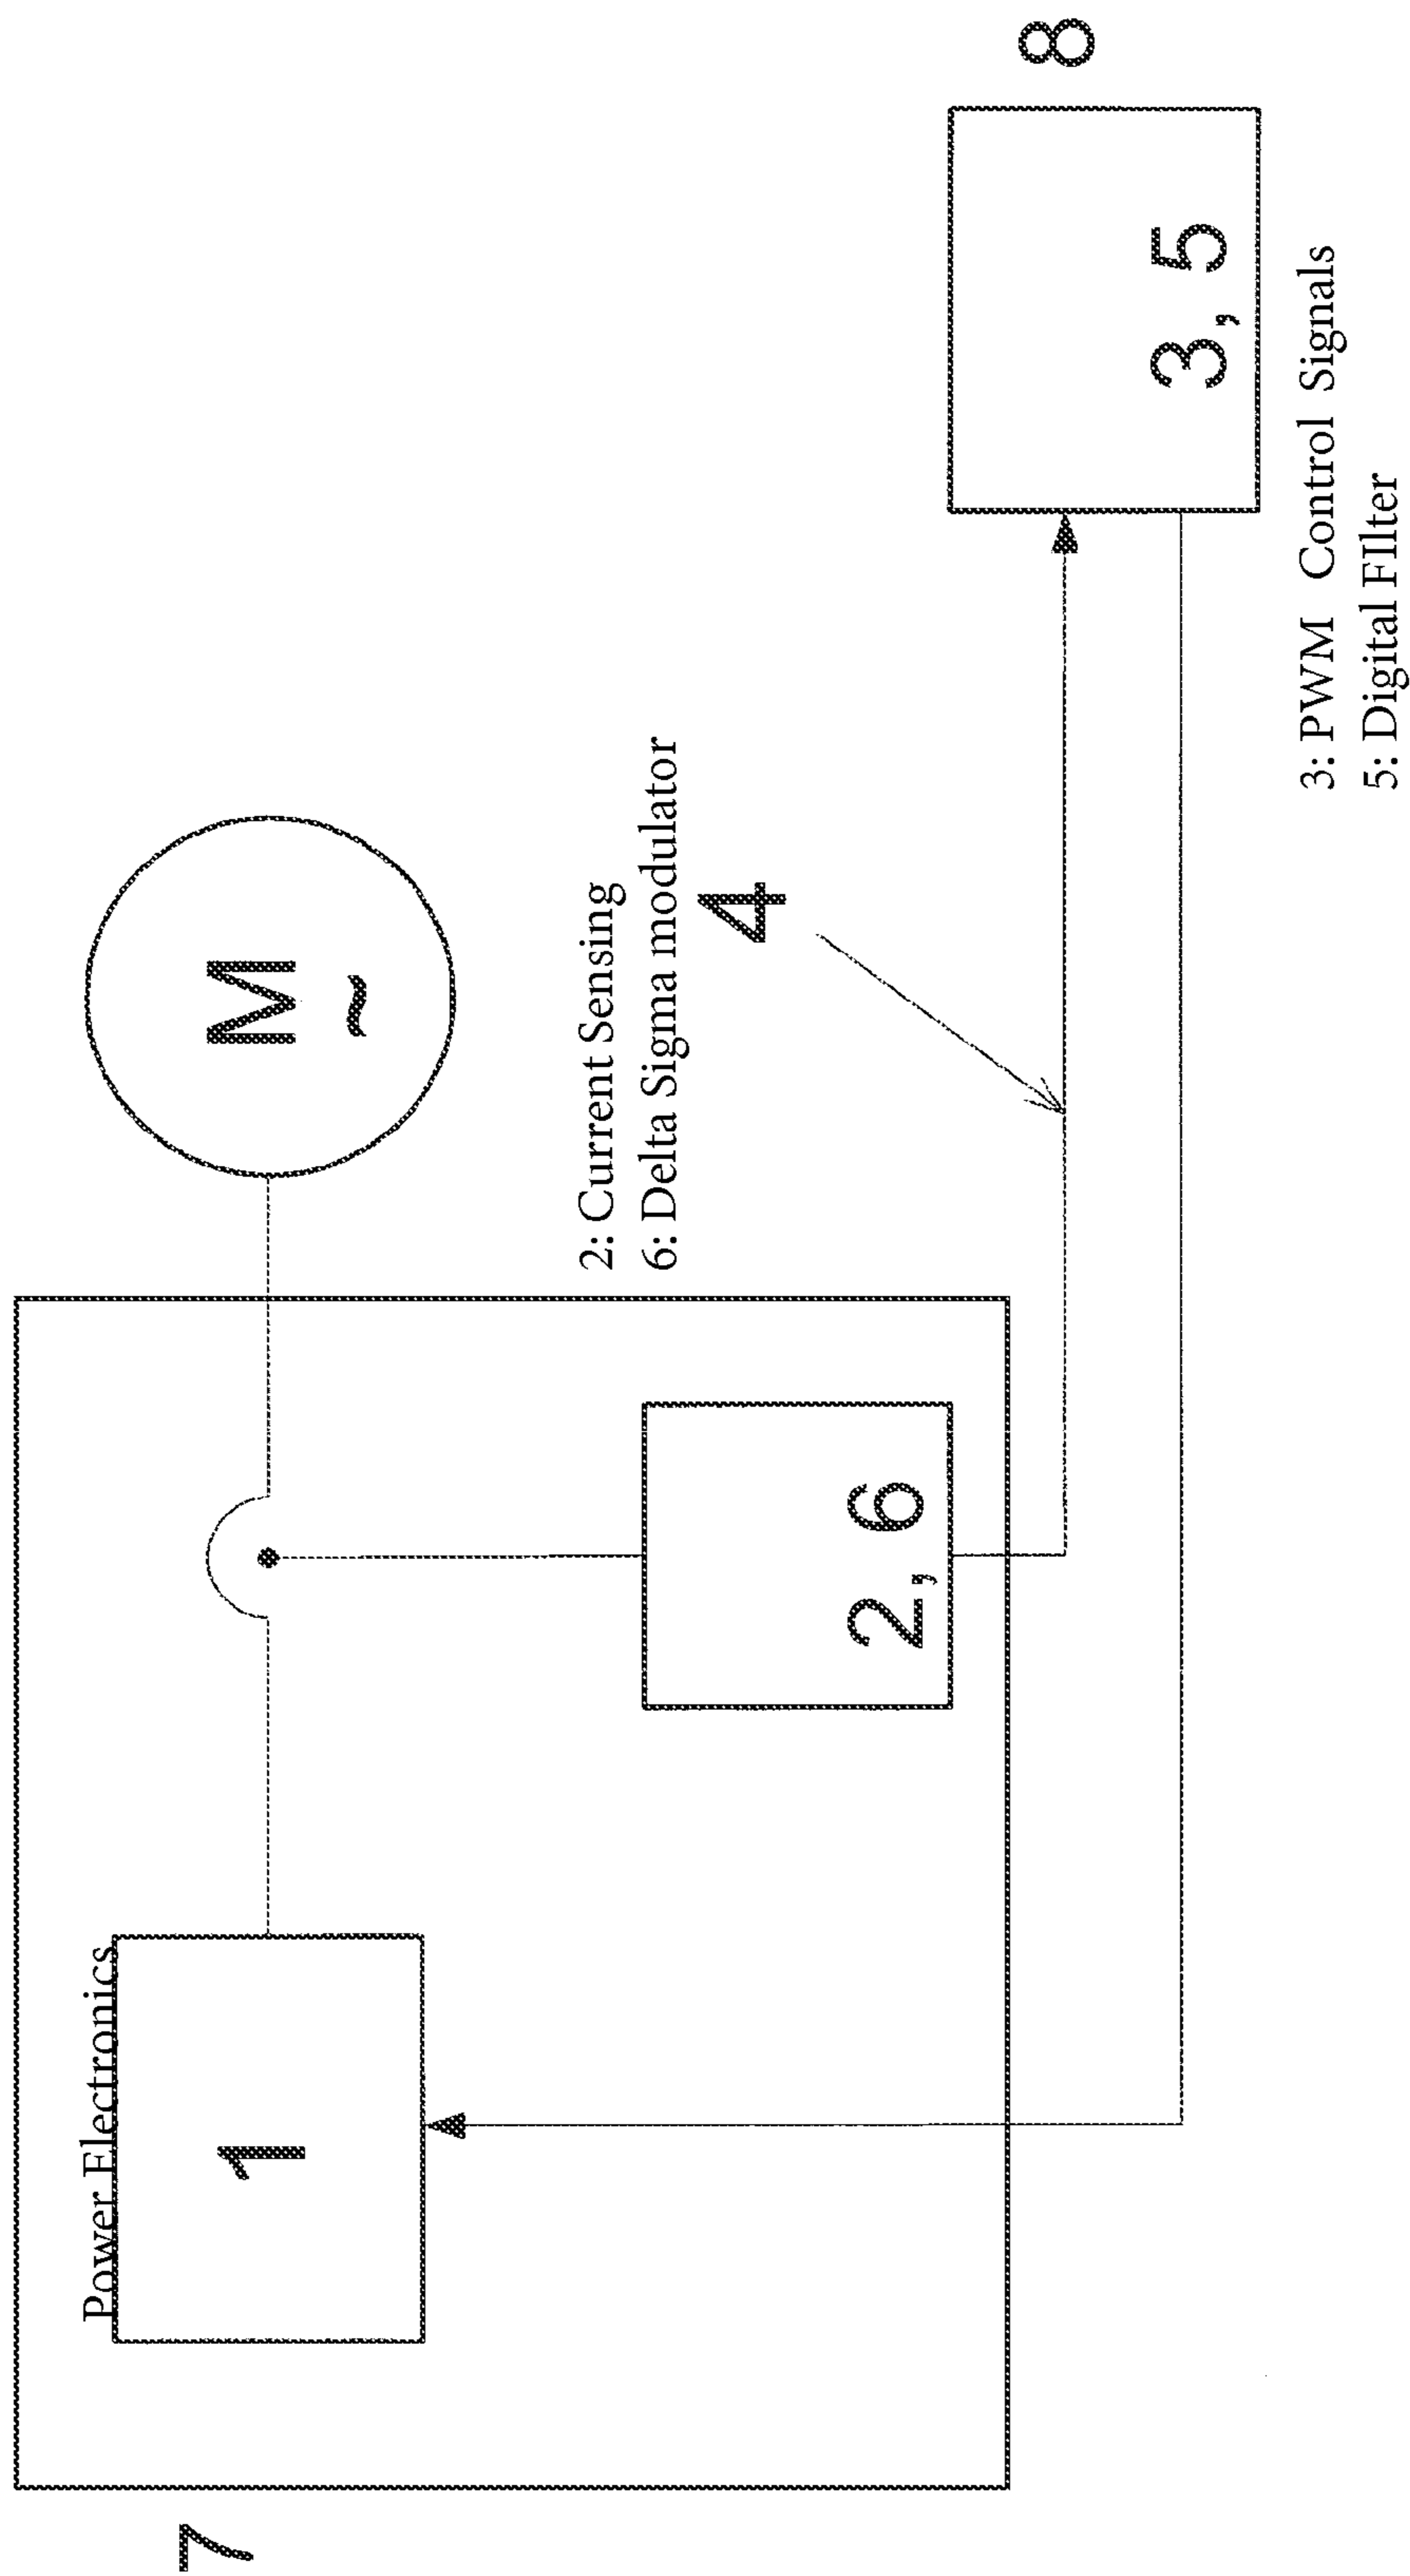 7
Power Electronics
1
M
~
2, 6
2: Current Sensing
6: Delta Sigma modulator
4
8
3, 5
3: PWM Control Signals
5: Digital FIlter